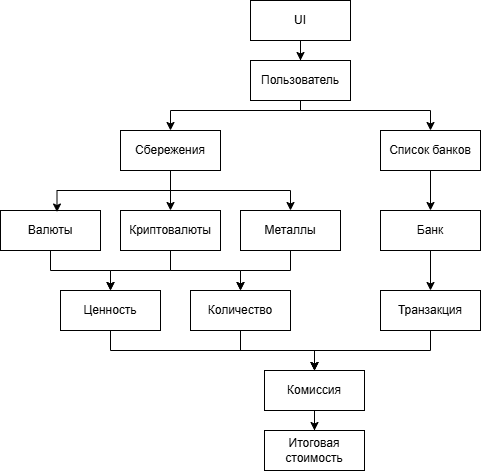 UI
Пользователь
Сбережения
Список банков
Валюты
Криптовалюты
Металлы
Банк
Ценность
Количество
Транзакция
Комиссия
Итоговая
стоимость